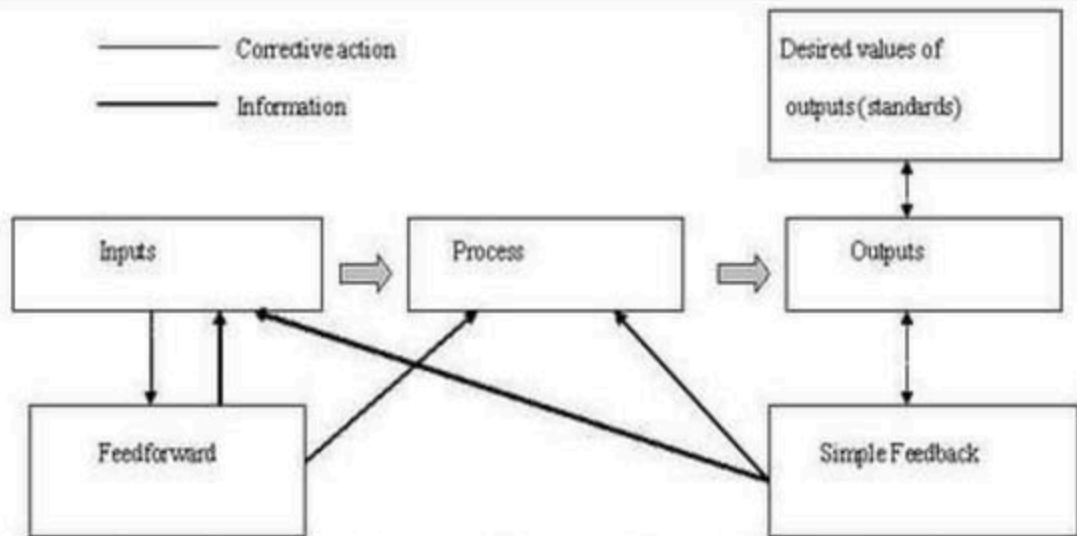 Corrective action
Information
Desired values of
outputs (standards)
Inputs
Process
Outputs
Feedforward
Simple Feedback